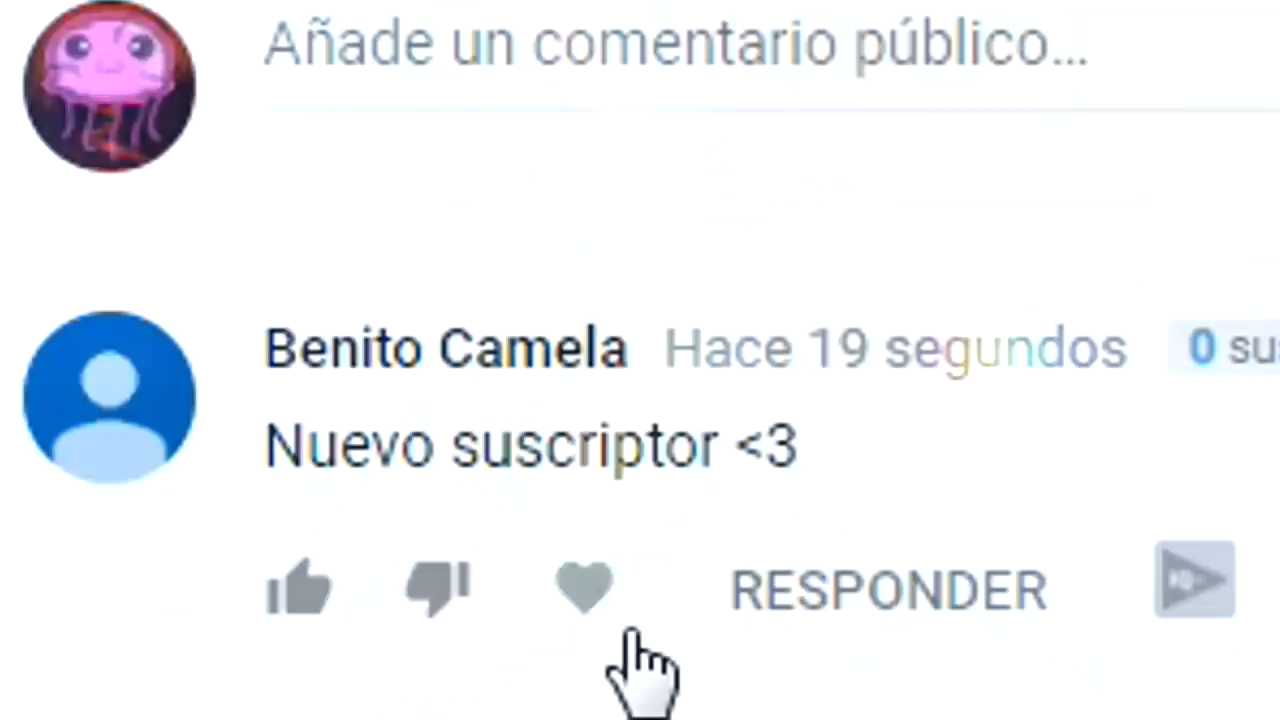 Añade un comentario público...
Benito Camela Hace 19 segundos 0
Nuevo suscriptor <3
RESPONDER